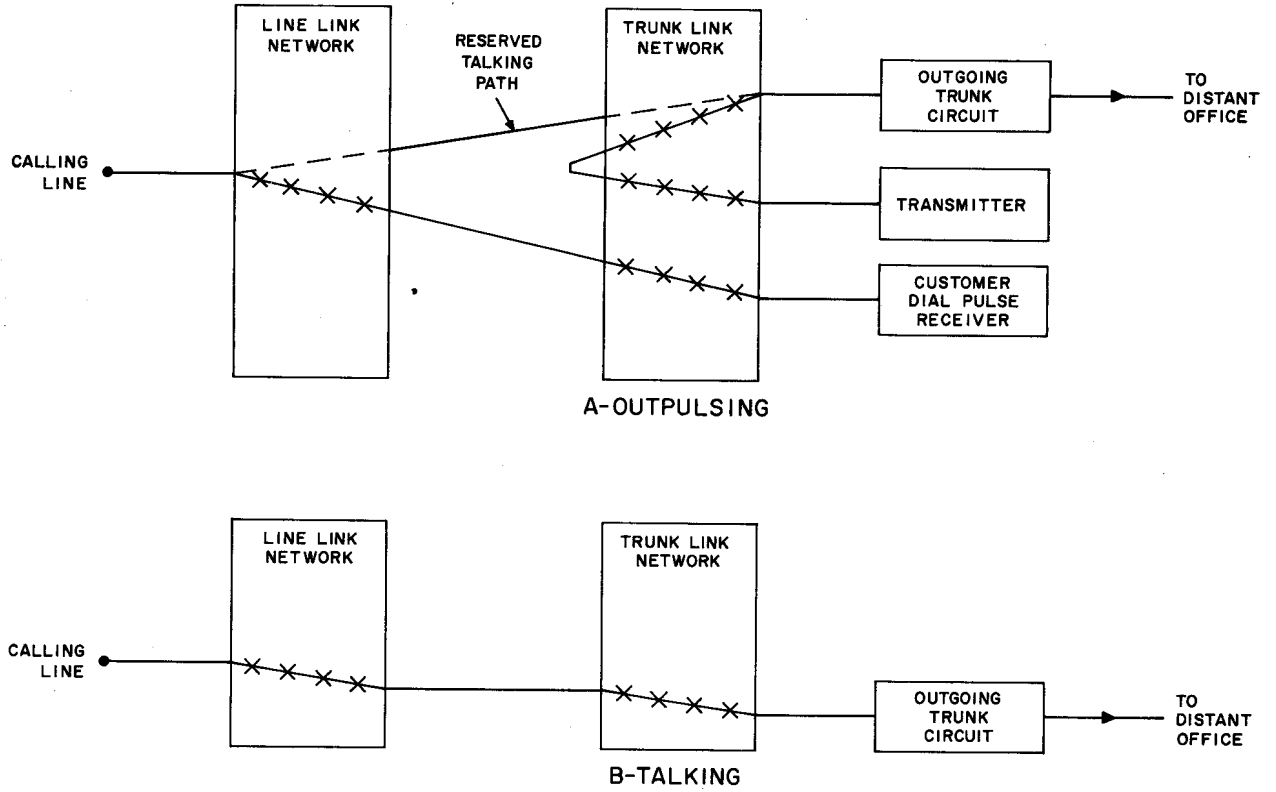 LINE LINK
NETWORK
RESERVED
TALKING
PATH
TRUNK LINK
NETWORK
OUTGOING
TRUNK
CIRCUIT
TO
DISTANT
OFFICE
CALLING
LINE
TRANSMITTER
CUSTOMER
DIAL PULSE
RECEIVER
A-OUTPULSING
LINE LINK
NETWORK
TRUNK LINK
NETWORK
CALLING
LINE
OUTGOING
TRUNK
CIRCUIT
TO
DISTANT
OFFICE
B-TALKING